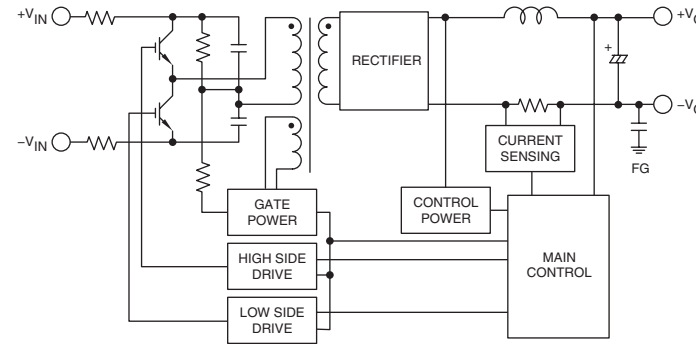 +VIN
+VO
RECTIFIER
+
−VIN
−VO
CURRENT
SENSING
FG
GATE
POWER
CONTROL
POWER
MAIN
CONTROL
HIGH SIDE
DRIVE
LOW SIDE
DRIVE